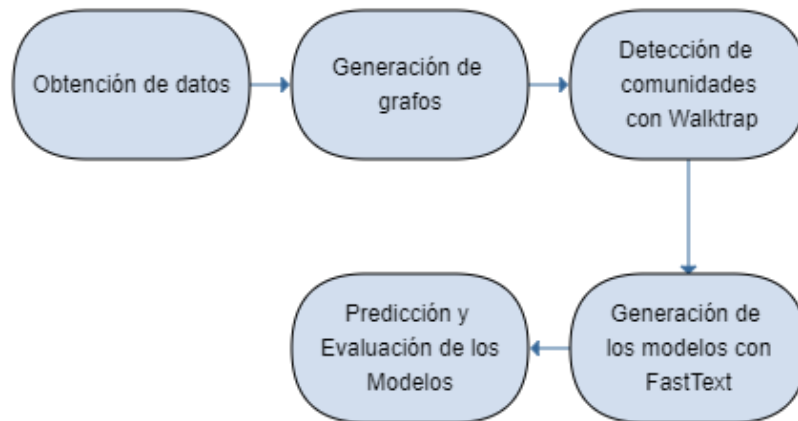 Obtención de datos
Generación de
grafos
Detección de
comunidades
con Walktrap
Generación de
los modelos con
FastText
Predicción y
Evaluación de los
Modelos